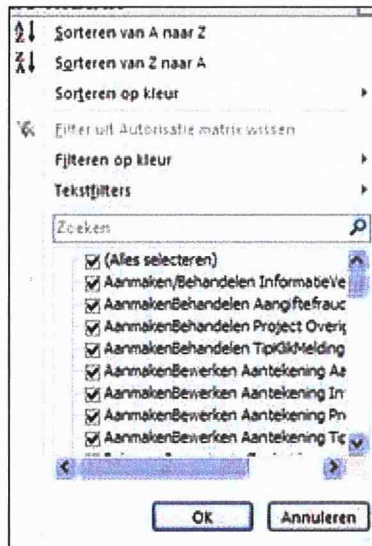 Sorteren van A naar Z
Sorteren van Z naar A
Sorteren op kleur
Filter uit Autorisatie matrix wissen
Filteren op kleur
Tekstfilters
Zoeken
(Alles selecteren)
Aanmaken/Behandelen InformatieVe
AanmakenBehandelen Aangiftefrauc
AanmakenBehandelen Project Overig
AanmakenBehandelen TipKlikMelding
AanmakenBewerken Aantekening Aa
AanmakenBewerken Aantekening In
AanmakenBewerken Aantekening Pr
AanmakenBewerken Aantekening Tip
OK Annuleren